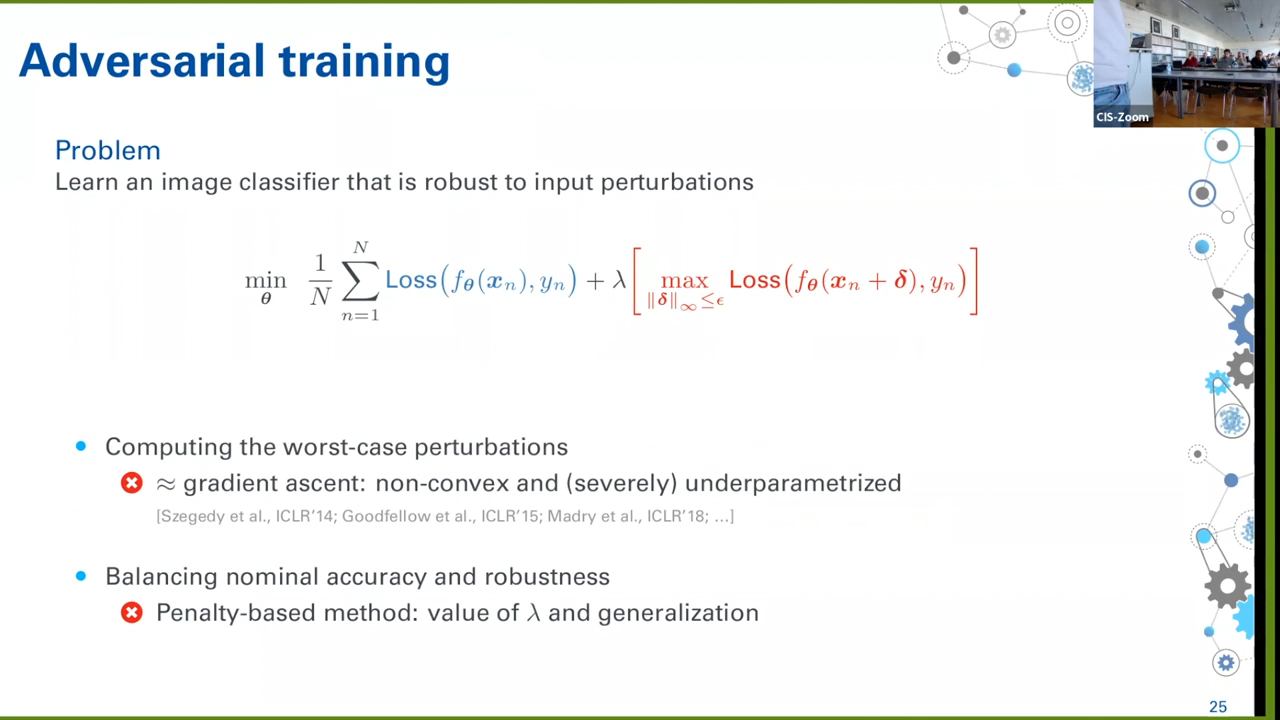 Adversarial training
CIS-Zoom
Problem
Learn an image classifier that is robust to input perturbations
min_θ 1/N ∑_{n=1}^{N} Loss(f_θ(x_n), y_n) + λ[max_{‖δ‖_∞ ≤ ϵ} Loss(f_θ(x_n + δ), y_n)]
• Computing the worst-case perturbations
≈ gradient ascent: non-convex and (severely) underparametrized
[Szegedy et al., ICLR'14; Goodfellow et al., ICLR'15; Madry et al., ICLR'18; ...]
• Balancing nominal accuracy and robustness
Penalty-based method: value of λ and generalization
25